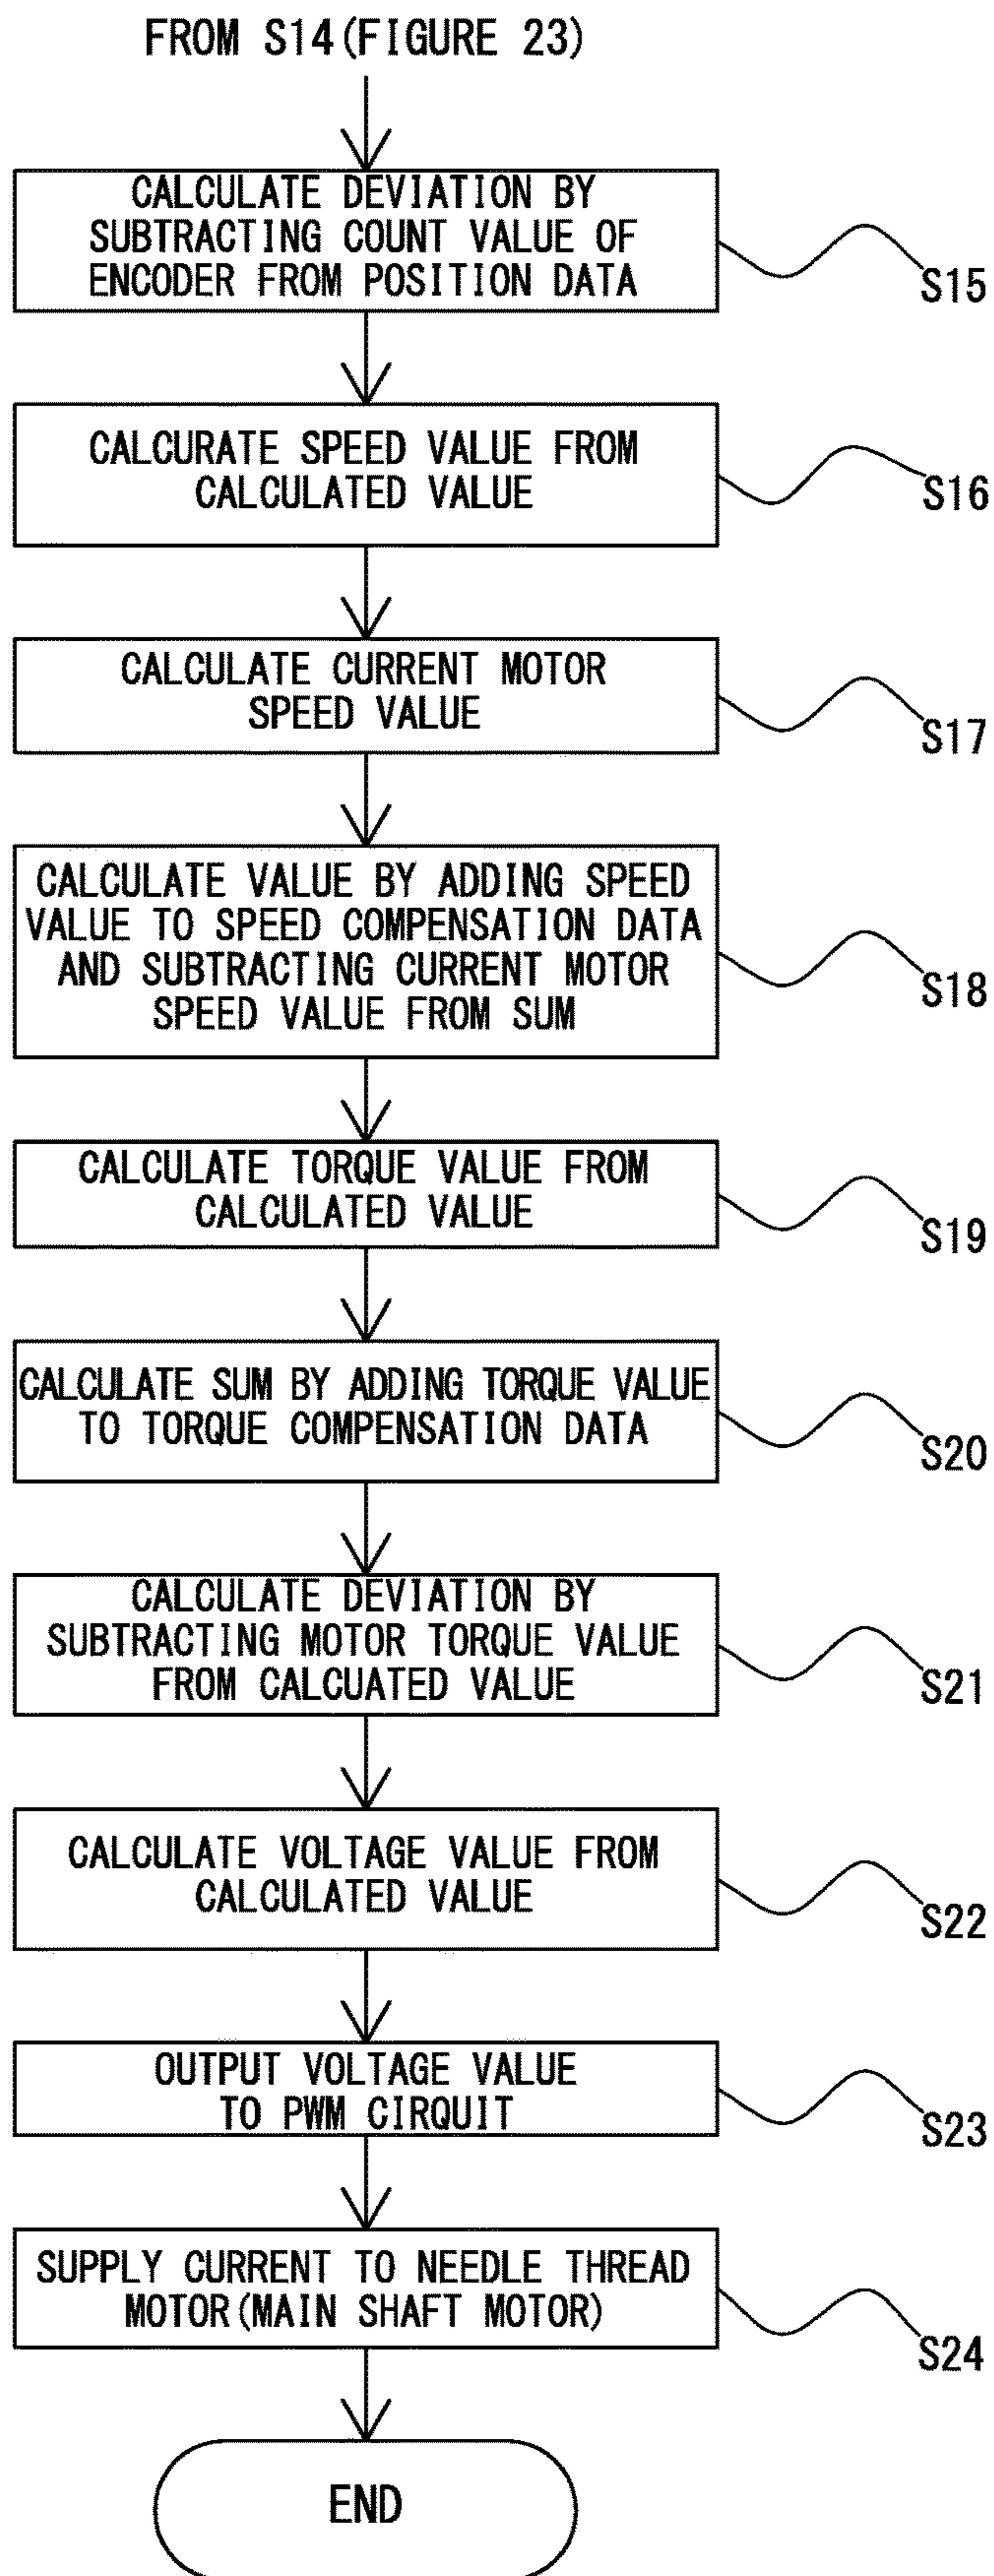 FROM S14(FIGURE 23)
CALCULATE DEVIATION BY
SUBTRACTING COUNT VALUE OF
ENCODER FROM POSITION DATA
S15
CALCURATE SPEED VALUE FROM
CALCULATED VALUE
S16
CALCULATE CURRENT MOTOR
SPEED VALUE
S17
CALCULATE VALUE BY ADDING SPEED
VALUE TO SPEED COMPENSATION DATA
AND SUBTRACTING CURRENT MOTOR
SPEED VALUE FROM SUM
S18
CALCULATE TORQUE VALUE FROM
CALCULATED VALUE
S19
CALCULATE SUM BY ADDING TORQUE VALUE
TO TORQUE COMPENSATION DATA
S20
CALCULATE DEVIATION BY
SUBTRACTING MOTOR TORQUE VALUE
FROM CALCUATED VALUE
S21
CALCULATE VOLTAGE VALUE FROM
CALCULATED VALUE
S22
OUTPUT VOLTAGE VALUE
TO PWM CIRQUIT
S23
SUPPLY CURRENT TO NEEDLE THREAD
MOTOR(MAIN SHAFT MOTOR)
S24
END